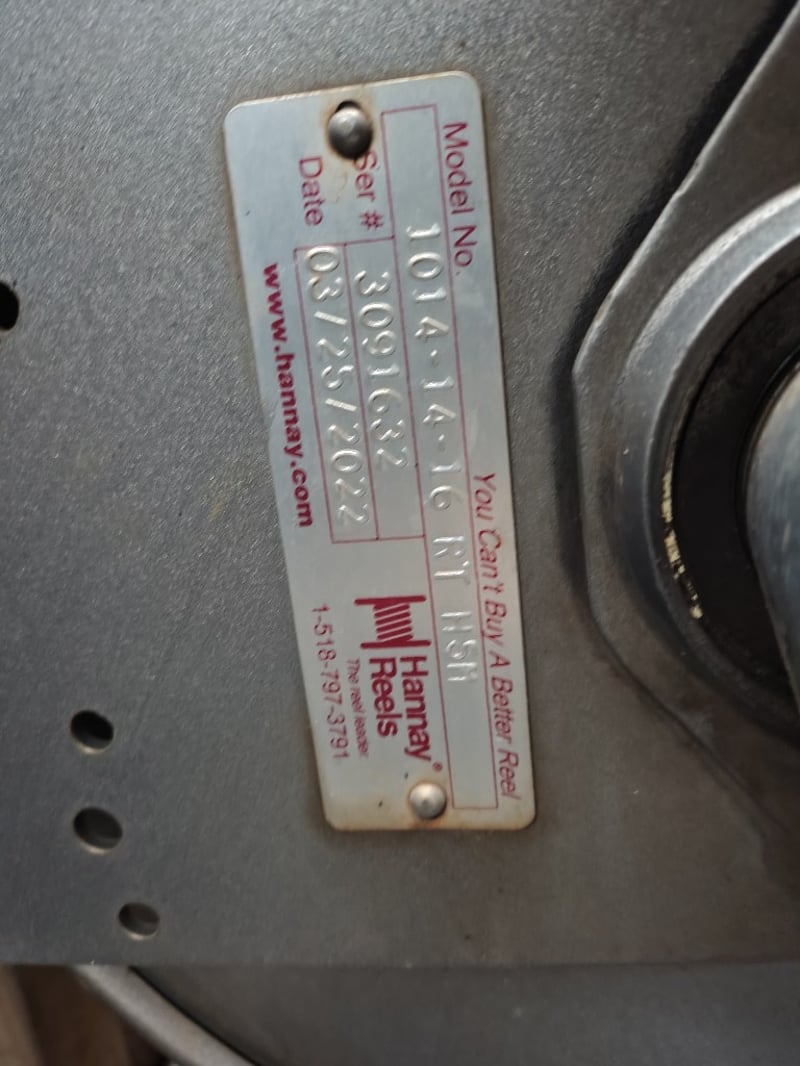 Model No. You Can't Buy A Better Reel
1014-14-16 RT H5M
Ser # 3091632
Date 03/25/2022
www.hannay.com
Hannay® Reels
The reel leader
1-518-797-3791